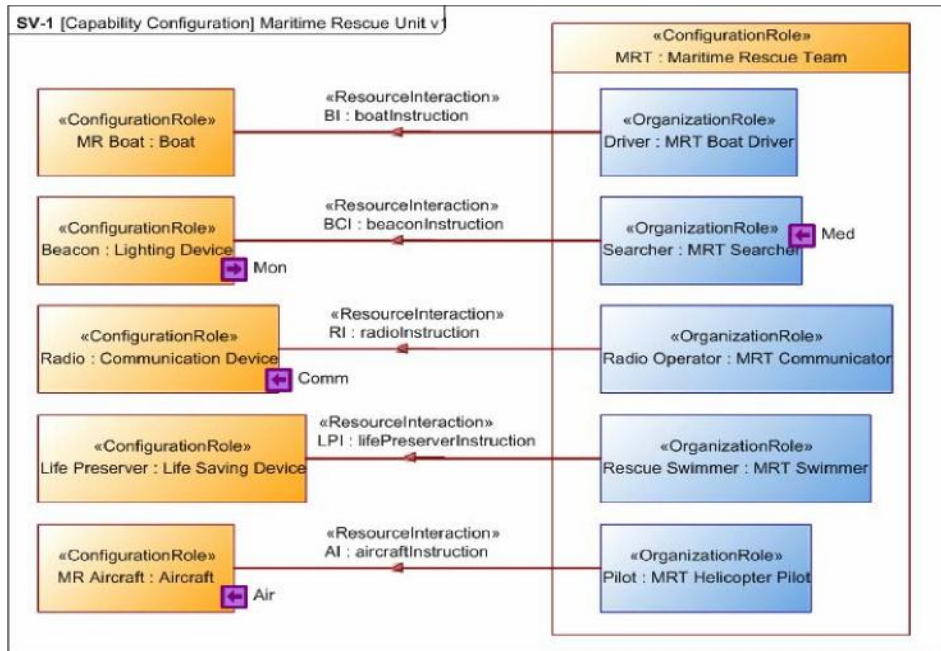 SV-1 [Capability Configuration] Maritime Rescue Unit v1
«ConfigurationRole»
MRT : Maritime Rescue Team
«ConfigurationRole»
MR Boat : Boat
«ResourceInteraction»
BI : boatInstruction
«OrganizationRole»
Driver : MRT Boat Driver
«ConfigurationRole»
Beacon : Lighting Device
Mon
«ResourceInteraction»
BCI : beaconInstruction
«OrganizationRole»
Searcher : MRT Searcher
Med
«ConfigurationRole»
Radio : Communication Device
Comm
«ResourceInteraction»
RI : radioInstruction
«OrganizationRole»
Radio Operator : MRT Communicator
«ConfigurationRole»
Life Preserver : Life Saving Device
«ResourceInteraction»
LPI : lifePreserverInstruction
«OrganizationRole»
Rescue Swimmer : MRT Swimmer
«ConfigurationRole»
MR Aircraft : Aircraft
Air
«ResourceInteraction»
AI : aircraftInstruction
«OrganizationRole»
Pilot : MRT Helicopter Pilot